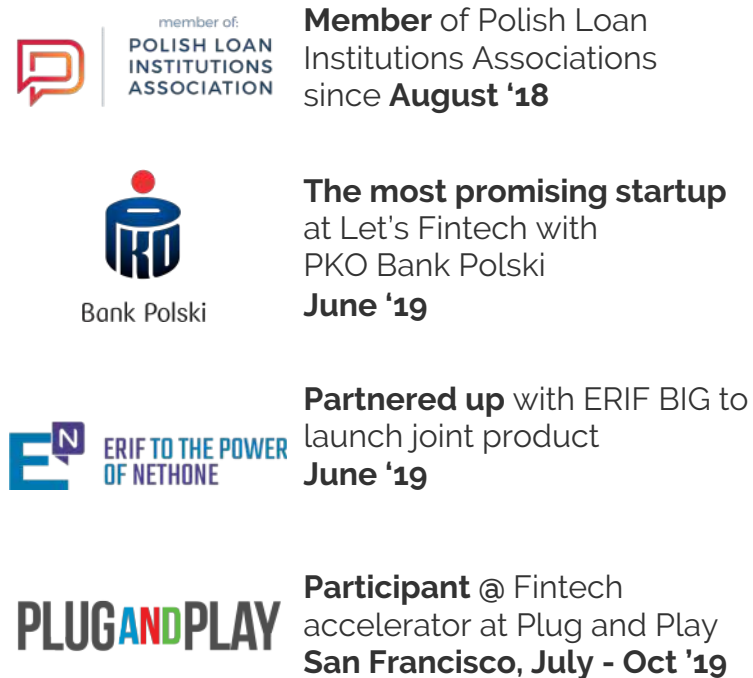 member of:
POLISH LOAN
INSTITUTIONS
ASSOCIATION
Member of Polish Loan
Institutions Associations
since August ‘18
PKO
Bank Polski
The most promising startup
at Let’s Fintech with
PKO Bank Polski
June ‘19
E N
ERIF TO THE POWER
OF NETHONE
Partnered up with ERIF BIG to
launch joint product
June ‘19
PLUGANDPLAY
Participant @ Fintech
accelerator at Plug and Play
San Francisco, July - Oct ’19